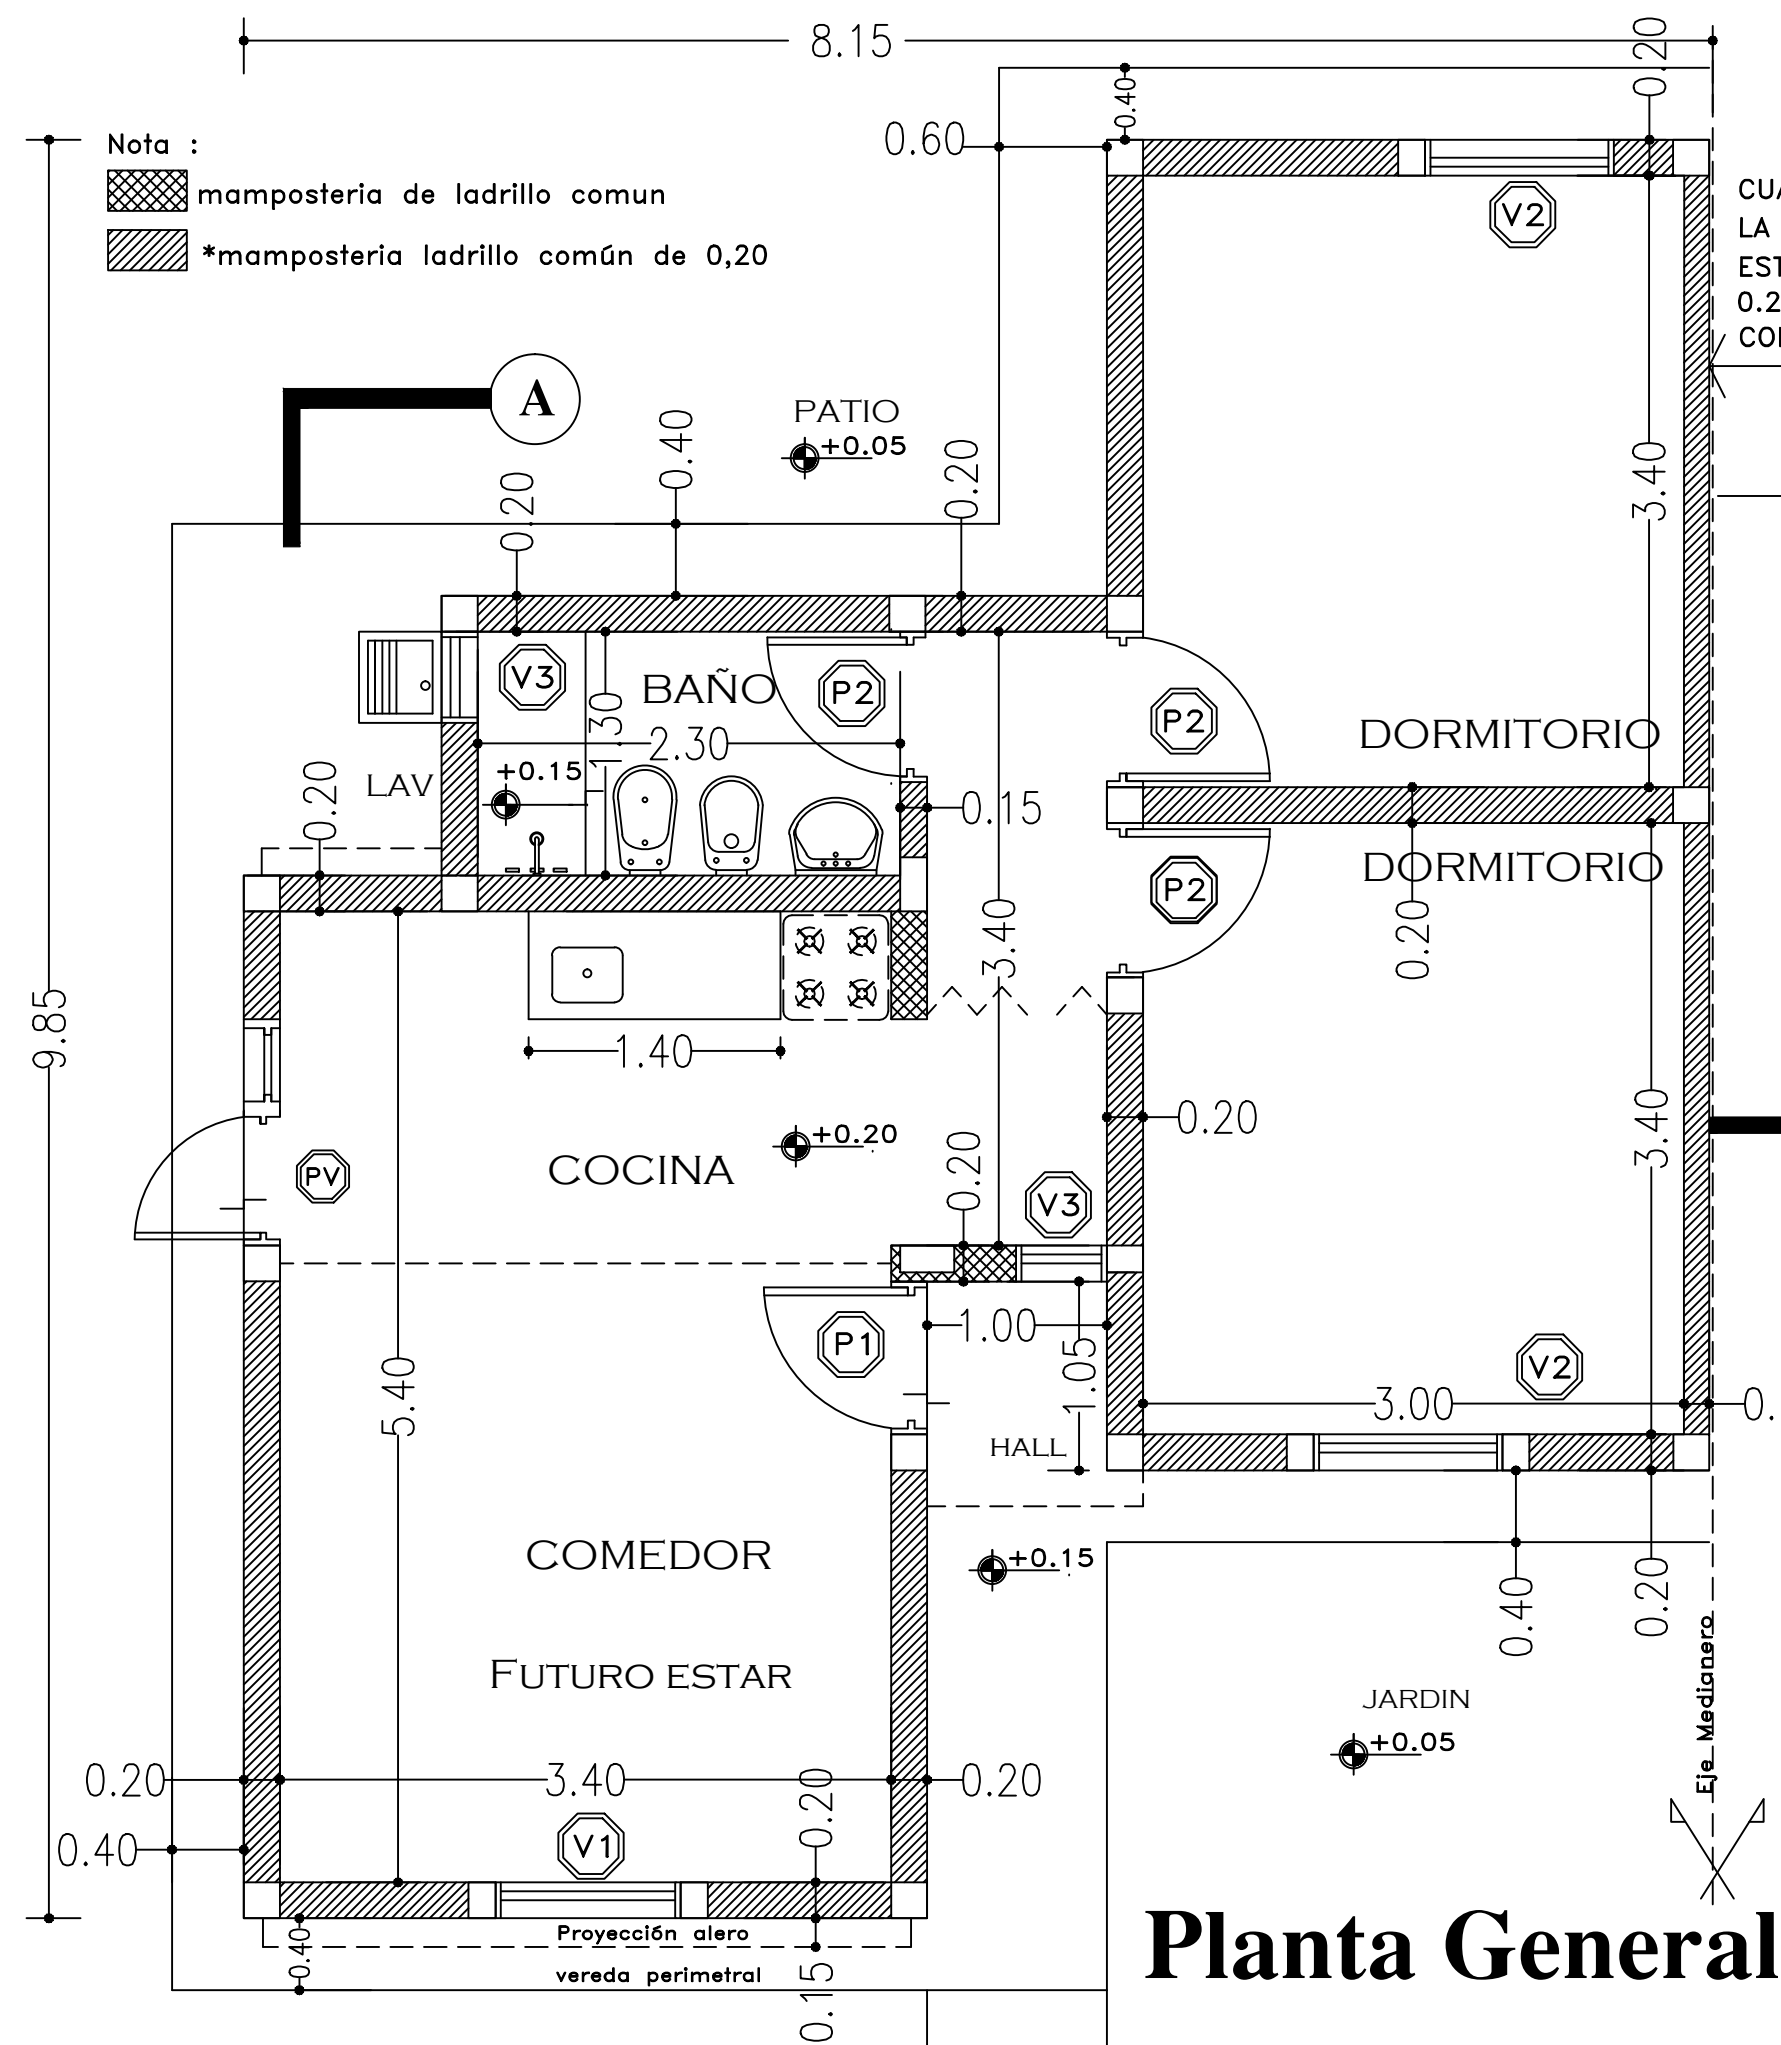 8.15
0.20
0.40
0.60
Nota :
mamposteria de ladrillo comun
*mamposteria ladrillo común de 0,20
V2
LA
0.2
A
PATIO
+0.05
0.40
0.20
0.20
3.40
V3
BAÑO
P2
P2
DORMITORIO
1.30
2.30
+0.15
LAV
0.20
0.15
DORMITORIO
P2
0.20
3.40
9.85
1.40
0.20
3.40
+0.20
COCINA
PV
0.20
V3
P1
1.00
1.05
V2
5.40
3.00
0.
HALL
COMEDOR
+0.15
0.40
0.20
FUTURO ESTAR
Eje Medianero
JARDIN
+0.05
0.20
3.40
0.20
0.20
0.40
V1
Proyección alero
0.40
vereda perimetral
0.15
Planta General